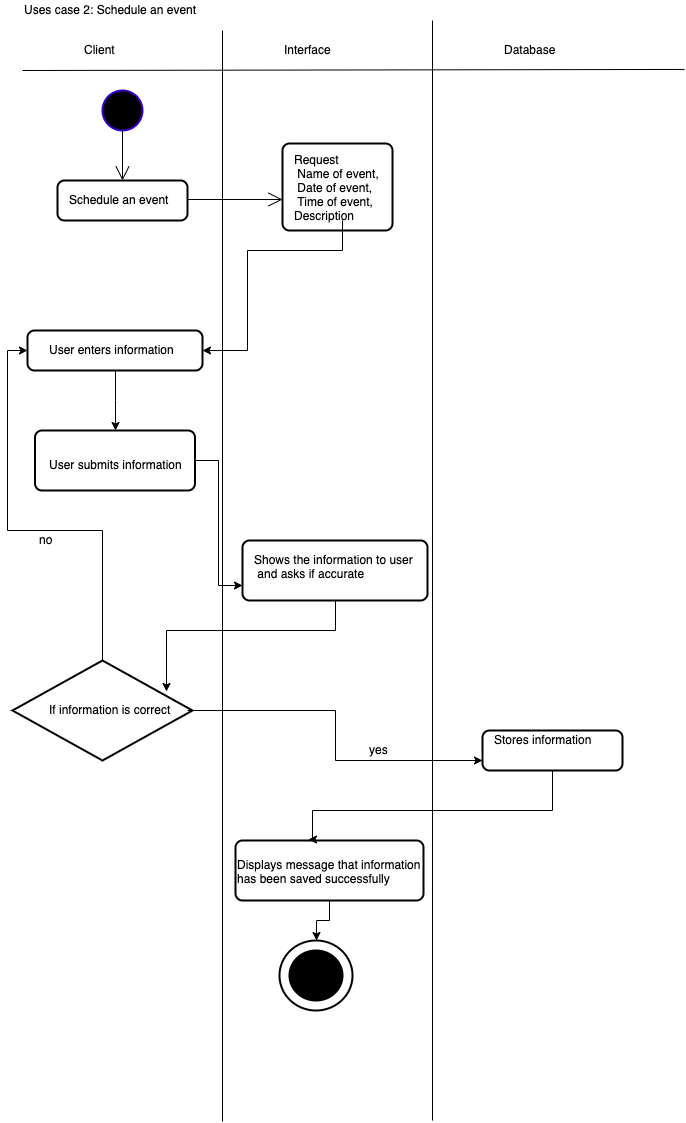 Uses case 2: Schedule an event
Client
Interface
Database
Request
Name of event,
Date of event,
Time of event,
Description
Schedule an event
User enters information
User submits information
no
Shows the information to user
and asks if accurate
If information is correct
yes
Stores information
Displays message that information
has been saved successfully